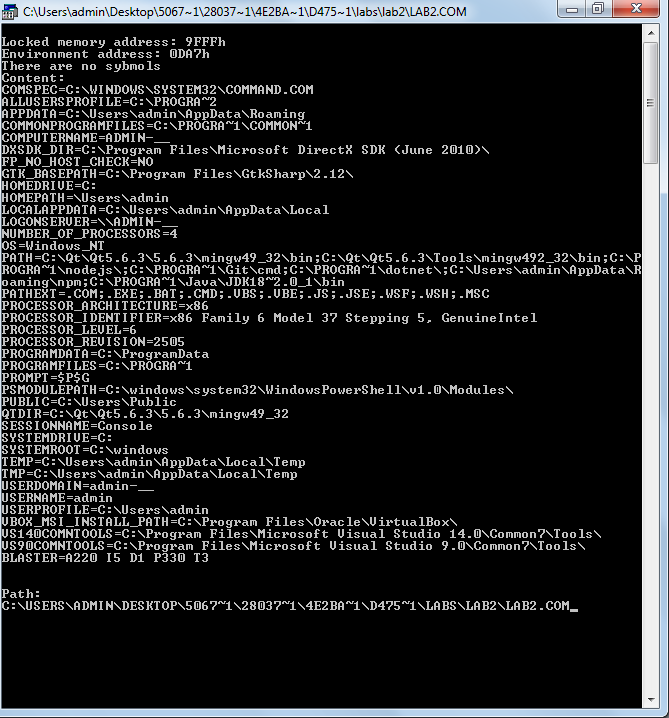 C:\Users\admin\Desktop\5067~1\28037~1\4E2BA~1\D475~1\labs\lab2\LAB2.COM
Locked memory address: 9FFFh
Environment address: 0DA7h
There are no sybmols
Content:
COMSPEC=C:\WINDOWS\SYSTEM32\COMMAND.COM
ALLUSERSPROFILE=C:\PROGRA~2
APPDATA=C:\Users\admin\AppData\Roaming
COMMONPROGRAMFILES=C:\PROGRA~1\COMMON~1
COMPUTERNAME=ADMIN-__
DXSDK_DIR=C:\Program Files\Microsoft DirectX SDK (June 2010)\
FP_NO_HOST_CHECK=NO
GTK_BASEPATH=C:\Program Files\GtkSharp\2.12\
HOMEDRIVE=C:
HOMEPATH=\Users\admin
LOCALAPPDATA=C:\Users\admin\AppData\Local
LOGONSERVER=\\ADMIN-__
NUMBER_OF_PROCESSORS=4
OS=Windows_NT
PATH=C:\Qt\Qt5.6.3\5.6.3\mingw49_32\bin;C:\Qt\Qt5.6.3\Tools\mingw492_32\bin;C:\P
ROGRA~1\nodejs\;C:\PROGRA~1\Git\cmd;C:\PROGRA~1\dotnet\;C:\Users\admin\AppData\R
oaming\npm;C:\PROGRA~1\Java\JDK18~2.0_1\bin
PATHEXT=.COM;.EXE;.BAT;.CMD;.VBS;.VBE;.JS;.JSE;.WSF;.WSH;.MSC
PROCESSOR_ARCHITECTURE=x86
PROCESSOR_IDENTIFIER=x86 Family 6 Model 37 Stepping 5, GenuineIntel
PROCESSOR_LEVEL=6
PROCESSOR_REVISION=2505
PROGRAMDATA=C:\ProgramData
PROGRAMFILES=C:\PROGRA~1
PROMPT=$P$G
PSMODULEPATH=C:\windows\system32\WindowsPowerShell\v1.0\Modules\
PUBLIC=C:\Users\Public
QTDIR=C:\Qt\Qt5.6.3\5.6.3\mingw49_32
SESSIONNAME=Console
SYSTEMDRIVE=C:
SYSTEMROOT=C:\windows
TEMP=C:\Users\admin\AppData\Local\Temp
TMP=C:\Users\admin\AppData\Local\Temp
USERDOMAIN=admin-__
USERNAME=admin
USERPROFILE=C:\Users\admin
VBOX_MSI_INSTALL_PATH=C:\Program Files\Oracle\VirtualBox\
VS140COMNTOOLS=C:\Program Files\Microsoft Visual Studio 14.0\Common7\Tools\
VS90COMNTOOLS=C:\Program Files\Microsoft Visual Studio 9.0\Common7\Tools\
BLASTER=A220 I5 D1 P330 T3
Path:
C:\USERS\ADMIN\DESKTOP\5067~1\28037~1\4E2BA~1\D475~1\LABS\LAB2\LAB2.COM